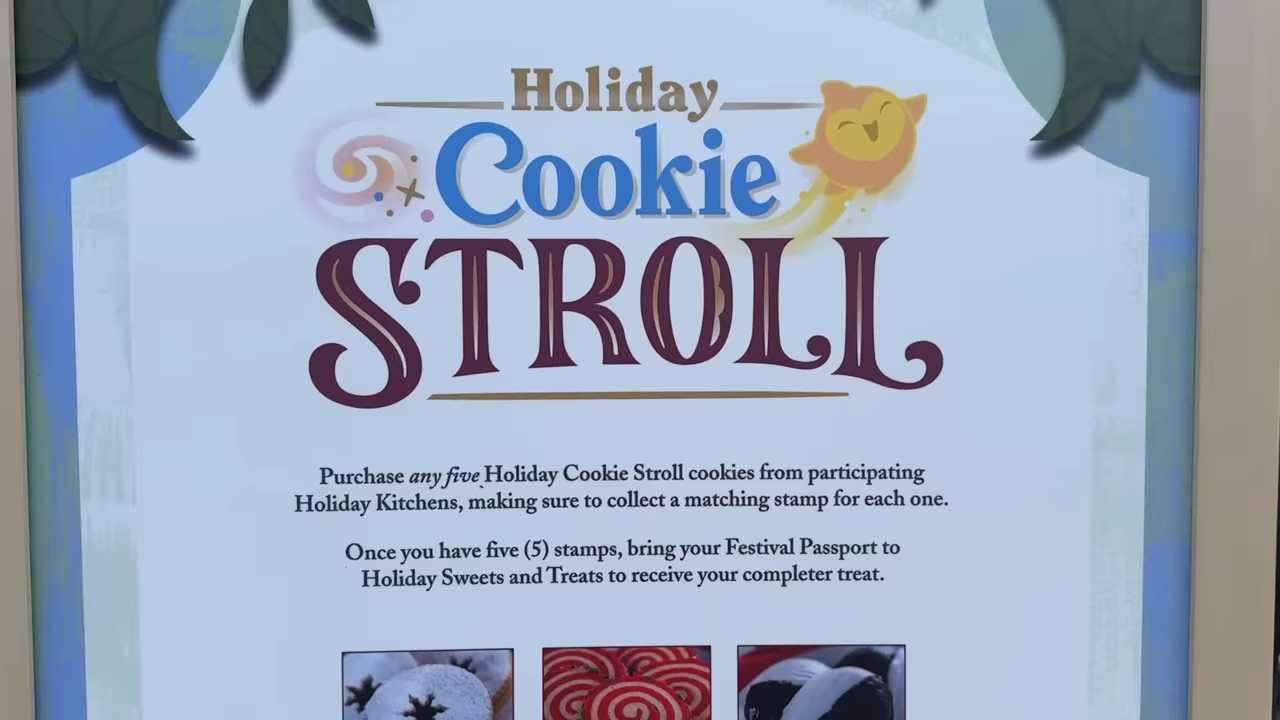 Holiday
Cookie
STROLL
Purchase any five Holiday Cookie Stroll cookies from participating
Holiday Kitchens, making sure to collect a matching stamp for each one.
Once you have five (5) stamps, bring your Festival Passport to
Holiday Sweets and Treats to receive your completer treat.